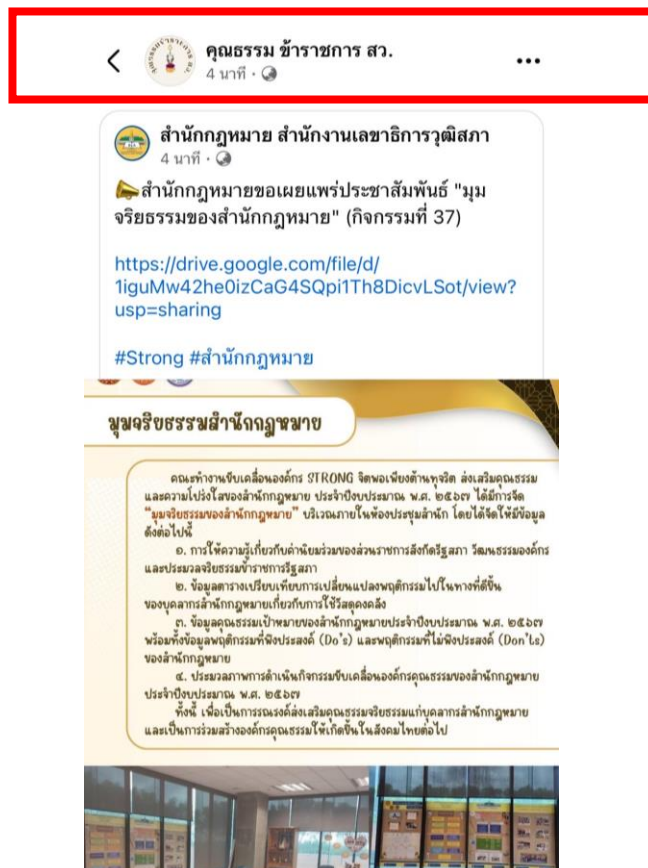 คุณธรรม ข้าราชการ สว.
4 นาที ·
สำนักกฎหมาย สำนักงานเลขาธิการวุฒิสภา
4 นาที ·
สำนักกฎหมายขอเผยแพร่ประชาสัมพันธ์ "มุม
จริยธรรมของสำนักกฎหมาย" (กิจกรรมที่ 37)
https://drive.google.com/file/d/
1iguMw42he0izCaG4SQpi1Th8DicvLSot/view?
usp=sharing
#Strong #สำนักกฎหมาย
มุมจริยธรรมสำนักกฎหมาย
คณะทำงานขับเคลื่อนองค์กร STRONG จิตพอเพียงต้านทุจริต ส่งเสริมคุณธรรม
และความโปร่งใสของสำนักกฎหมาย ประจำปีงบประมาณ พ.ศ. ๒๕๖๗ ได้มีการจัด
"มุมจริยธรรมของสำนักกฎหมาย" บริเวณภายในห้องประชุมสำนัก โดยได้จัดให้มีข้อมูล
ดังต่อไปนี้
๑. การให้ความรู้เกี่ยวกับค่านิยมร่วมของส่วนราชการสังกัดรัฐสภา วัฒนธรรมองค์กร
และประมวลจริยธรรมข้าราชการรัฐสภา
๒. ข้อมูลตารางเปรียบเทียบการเปลี่ยนแปลงพฤติกรรมไปในทางที่ดีขึ้น
ของบุคลากรสำนักกฎหมายเกี่ยวกับการใช้วัสดุคงคลัง
๓. ข้อมูลคุณธรรมเป้าหมายของสำนักกฎหมายประจำปีงบประมาณ พ.ศ. ๒๕๖๗
พร้อมทั้งข้อมูลพฤติกรรมที่พึงประสงค์ (Do's) และพฤติกรรมที่ไม่พึงประสงค์ (Don'ts)
ของสำนักกฎหมาย
๔. ประมวลภาพการดำเนินกิจกรรมขับเคลื่อนองค์กรคุณธรรมของสำนักกฎหมาย
ประจำปีงบประมาณ พ.ศ. ๒๕๖๗
ทั้งนี้ เพื่อเป็นการรณรงค์ส่งเสริมคุณธรรมจริยธรรมแก่บุคลากรสำนักกฎหมาย
และเป็นการร่วมสร้างองค์กรคุณธรรมให้เกิดขึ้นในสังคมไทยต่อไป